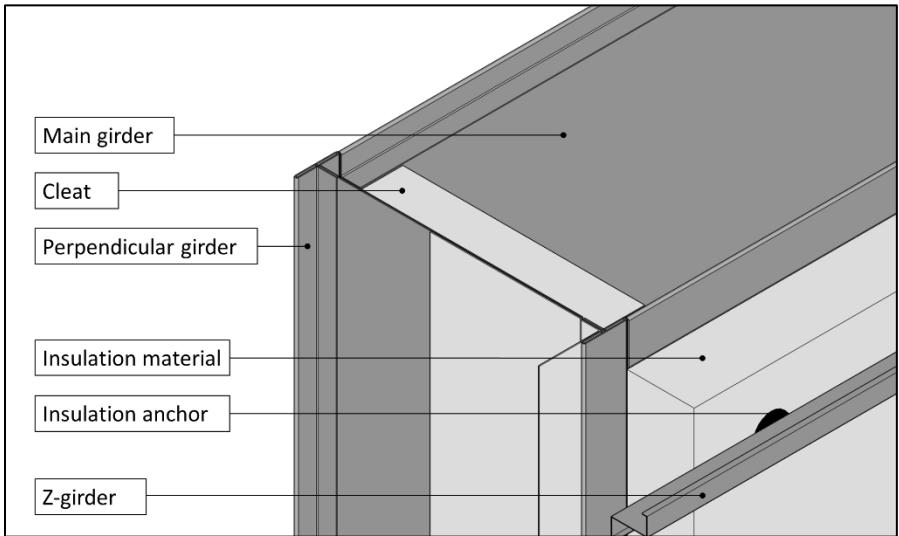 Main girder
Cleat
Perpendicular girder
Insulation material
Insulation anchor
Z-girder